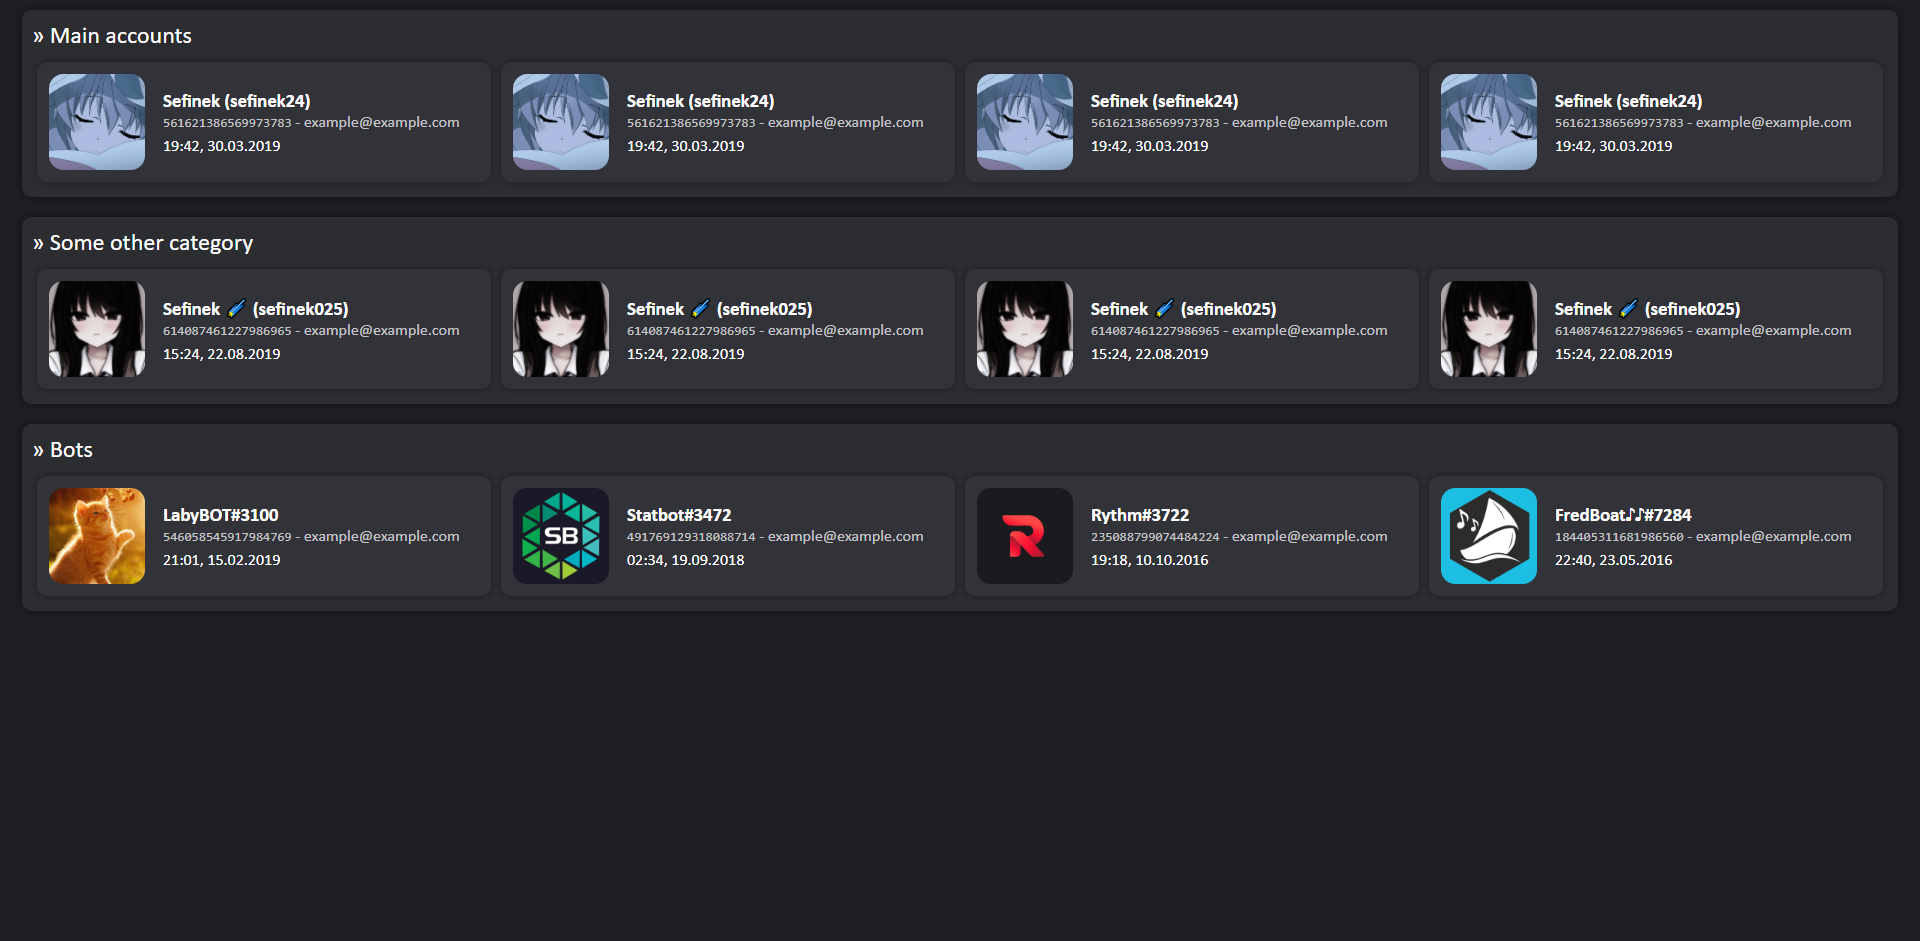 » Main accounts
Sefinek (sefinek24)
561621386569973783 - example@example.com
19:42, 30.03.2019
Sefinek (sefinek24)
561621386569973783 - example@example.com
19:42, 30.03.2019
Sefinek (sefinek24)
561621386569973783 - example@example.com
19:42, 30.03.2019
Sefinek (sefinek24)
561621386569973783 - example@example.com
19:42, 30.03.2019
» Some other category
Sefinek (sefinek025)
614087461227986965 - example@example.com
15:24, 22.08.2019
Sefinek (sefinek025)
614087461227986965 - example@example.com
15:24, 22.08.2019
Sefinek (sefinek025)
614087461227986965 - example@example.com
15:24, 22.08.2019
Sefinek (sefinek025)
614087461227986965 - example@example.com
15:24, 22.08.2019
» Bots
LabyBOT#3100
546058545917984769 - example@example.com
21:01, 15.02.2019
SB
Statbot#3472
491769129318088714 - example@example.com
02:34, 19.09.2018
R
Rythm#3722
235088799074484224 - example@example.com
19:18, 10.10.2016
FredBoat♪♪#7284
184405311681986560 - example@example.com
22:40, 23.05.2016